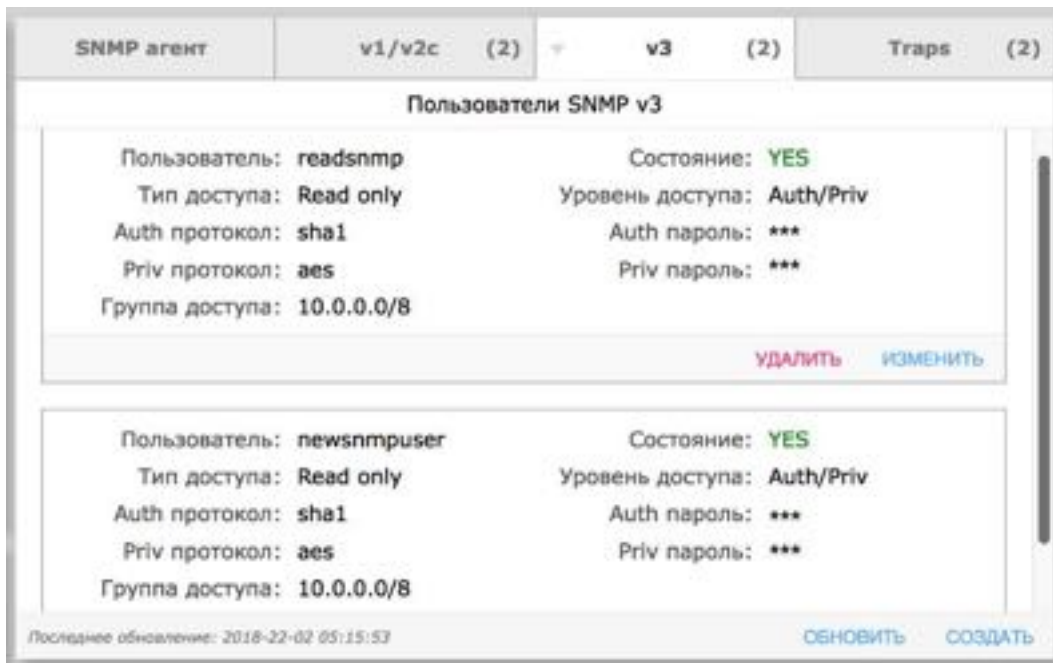 SNMP агент v1/v2c (2) v3 (2) Traps (2)
Пользователи SNMP v3
Пользователь: readsnmp Состояние: YES
Тип доступа: Read only Уровень доступа: Auth/Priv
Auth протокол: sha1 Auth пароль: ***
Priv протокол: aes Priv пароль: ***
Группа доступа: 10.0.0.0/8
УДАЛИТЬ ИЗМЕНИТЬ
Пользователь: newsnmpuser Состояние: YES
Тип доступа: Read only Уровень доступа: Auth/Priv
Auth протокол: sha1 Auth пароль: ***
Priv протокол: aes Priv пароль: ***
Группа доступа: 10.0.0.0/8
Последнее обновление: 2018-22-02 05:15:53 ОБНОВИТЬ СОЗДАТЬ